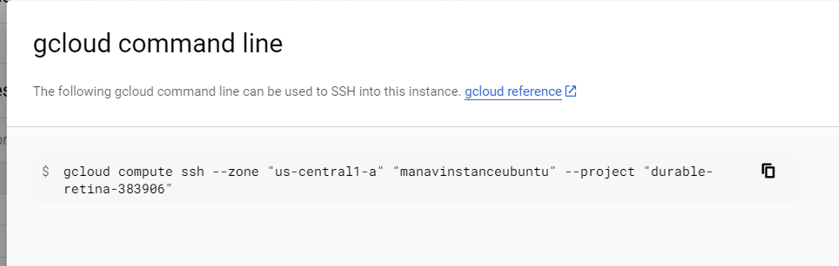 gcloud command line
The following gcloud command line can be used to SSH into this instance. gcloud reference
$ gcloud compute ssh --zone "us-central1-a" "manavinstanceubuntu" --project "durable-
retina-383906"